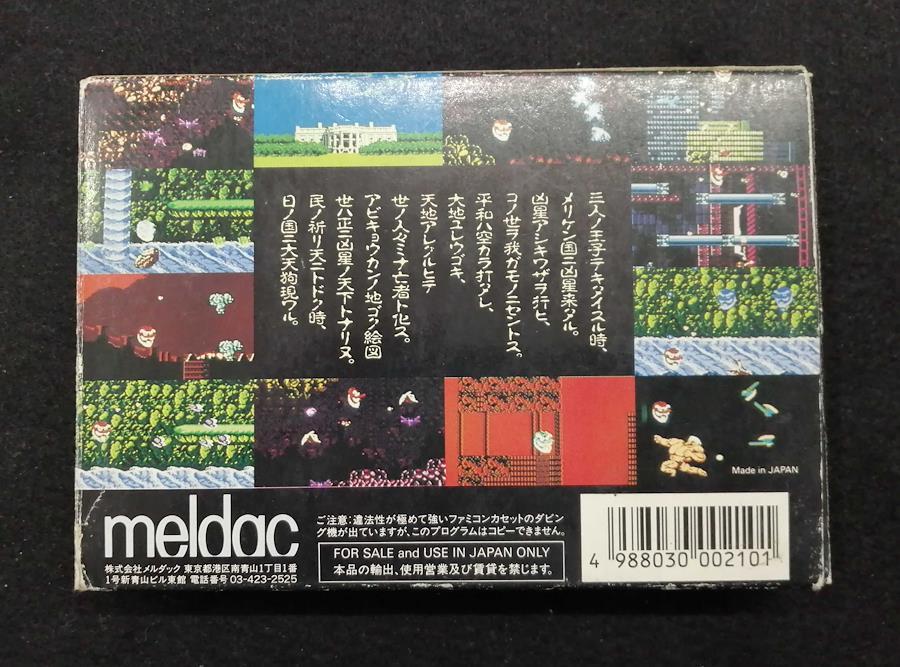 三人ノ王子テキタイスル時、
メリケン国ニ凶星来タル。
凶星アシキワザヲ行ヒ、
コノ世ヲ我ガモノニセントス。
平和ハ空カラ打クダレ、
大地ユレウゴキ、
天地アレックルヒテ
世ノ人々ミナ亡者ト化ス。
アビキョウカンノ地ゴク絵図
世ハ正ニ凶星ノ天下トナリヌ。
民ノ祈リ天ニトドク時、
日ノ国ニ大天狗現ワル。
Made in JAPAN
meldac
株式会社メルダック 東京都港区南青山1丁目1番
1号新青山ビル東館 電話番号 03-423-2525
ご注意:違法性が極めて強いファミコンカセットのダビン
グ機が出ていますが、このプログラムはコピーできません。
FOR SALE and USE IN JAPAN ONLY
本品の輸出、使用営業及び賃貸を禁じます。
4 988030 002101